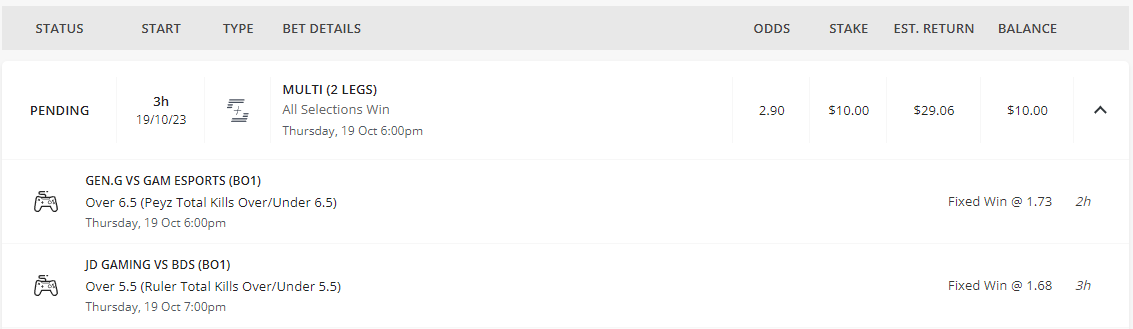 STATUS START TYPE BET DETAILS ODDS STAKE EST. RETURN BALANCE
PENDING 3h 19/10/23 MULTI (2 LEGS) 2.90 $10.00 $29.06 $10.00
All Selections Win
Thursday, 19 Oct 6:00pm
GEN.G VS GAM ESPORTS (BO1)
Over 6.5 (Peyz Total Kills Over/Under 6.5) Fixed Win @ 1.73 2h
Thursday, 19 Oct 6:00pm
JD GAMING VS BDS (BO1)
Over 5.5 (Ruler Total Kills Over/Under 5.5) Fixed Win @ 1.68 3h
Thursday, 19 Oct 7:00pm